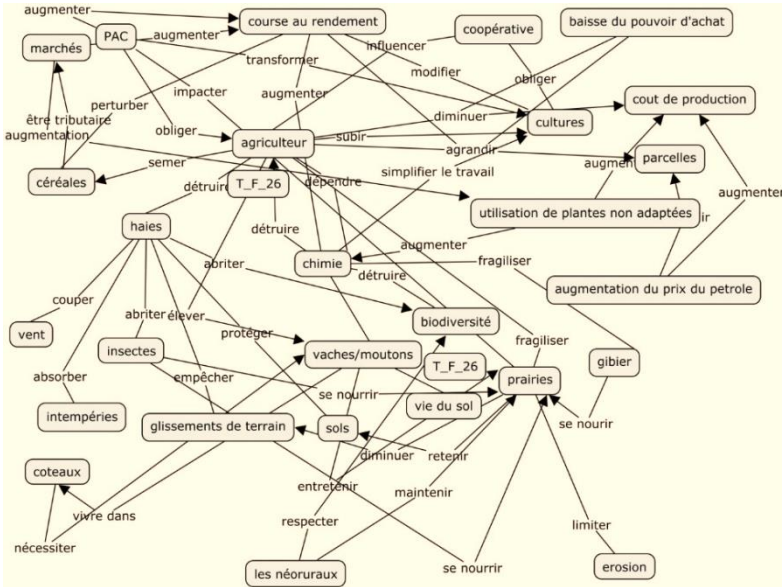 augmenter
course au rendement
coopérative
baisse du pouvoir d'achat
PAC
augmenter
marchés
influencer
transformer
modifier
obliger
impacter
augmenter
cout de production
perturber
être tributaire
diminuer
cultures
augmentation
obliger
agriculteur
subir
agrandir
semer
parcelles
simplifier le travail
céréales
détruire
T_F_26
dépendre
augmenter
utilisation de plantes non adaptées
haies
détruire
augmenter
ir
abriter
chimie
fragiliser
détruire
augmentation du prix du petrole
couper
abriter
élever
biodiversité
vent
protéger
fragiliser
insectes
vaches/moutons
T_F_26
gibier
absorber
empêcher
se nourrir
prairies
intempéries
vie du sol
glissements de terrain
sols
se nourir
coteaux
diminuer
retenir
entretenir
maintenir
vivre dans
respecter
limiter
nécessiter
se nourrir
les néoruraux
erosion